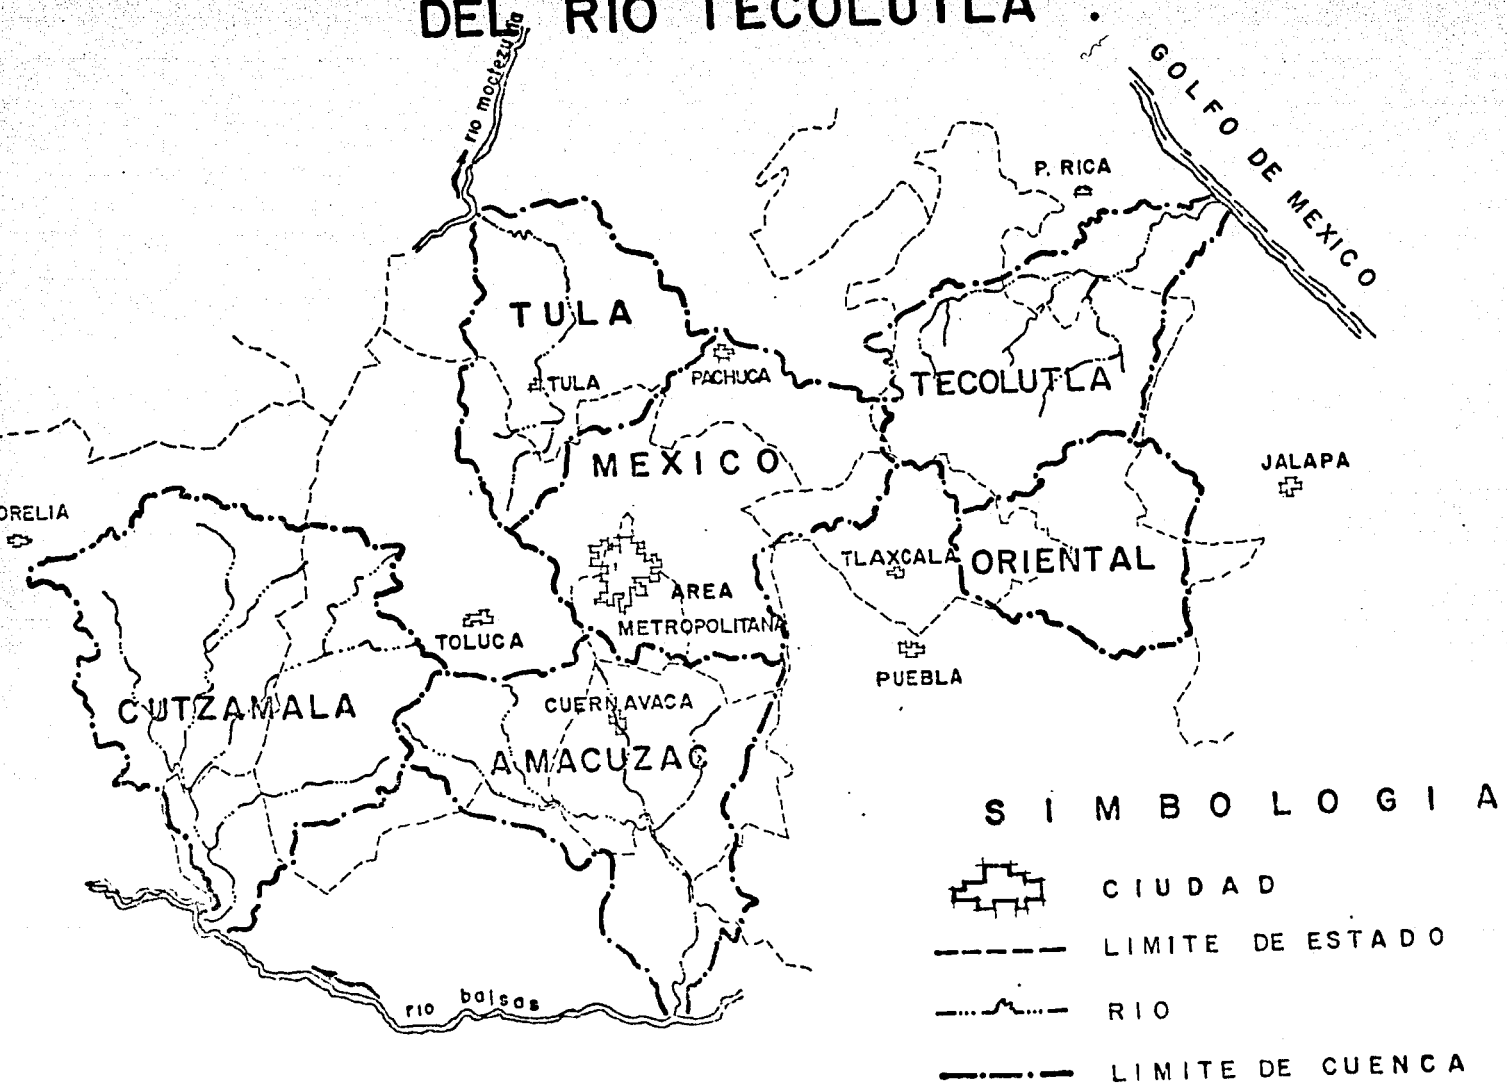 DEL RIO TECOLUTLA.
rio moctezuma
GOLFO DE MEXICO
P. RICA
TULA
TULA
PACHUCA
TECOLUTLA
MEXICO
JALAPA
ORELIA
TLAXCALA
ORIENTAL
AREA
METROPOLITANA
TOLUCA
PUEBLA
CUTZAMALA
CUERNAVACA
AMACUZAC
SIMBOLOGIA
CIUDAD
LIMITE DE ESTADO
rio balsas
RIO
LIMITE DE CUENCA